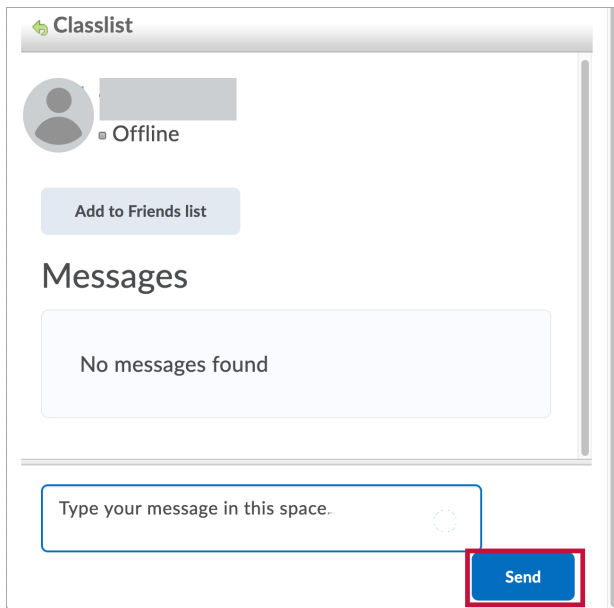 Classlist
Offline
Add to Friends list
Messages
No messages found
Type your message in this space.
Send